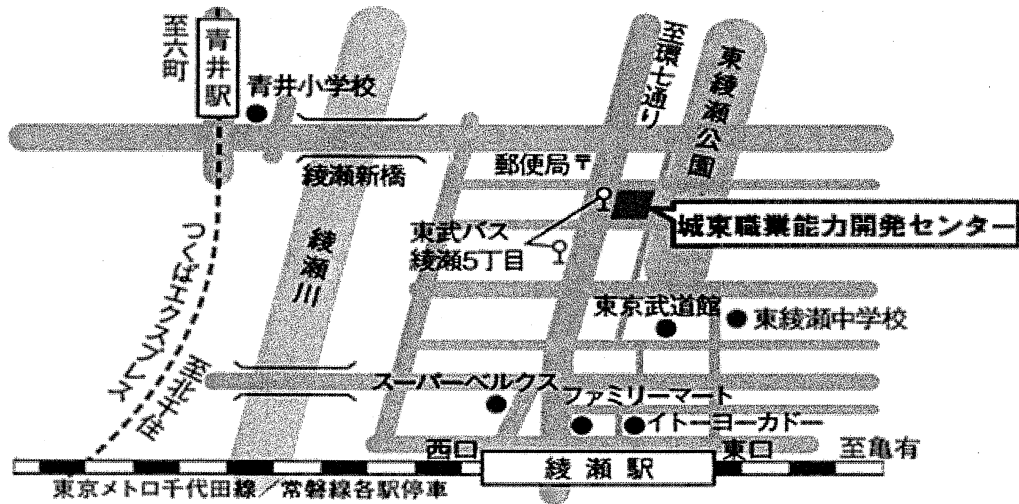 至六町
青井駅
青井小学校
至環七通り
東綾瀬公園
郵便局〒
綾瀬新橋
城東職業能力開発センター
東武バス
綾瀬5丁目
綾瀬川
つくばエクスプレス
東京武道館
東綾瀬中学校
至北千住
スーパーベルクス
ファミリーマート
イトーヨーカドー
西口
綾瀬駅
東口
至亀有
東京メトロ千代田線／常磐線各駅停車